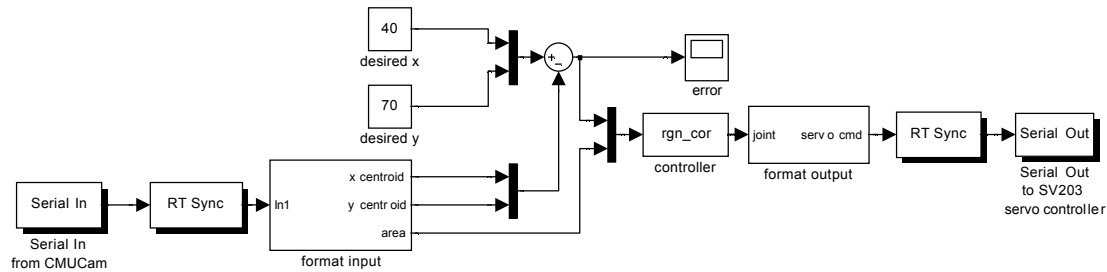 40
desired x
70
desired y
+
–
error
rgn_cor
controller
joint
servo cmd
format output
RT Sync
Serial Out
Serial Out
to SV203
servo controller
Serial In
Serial In
from CMUCam
RT Sync
In1
x centroid
y centroid
area
format input